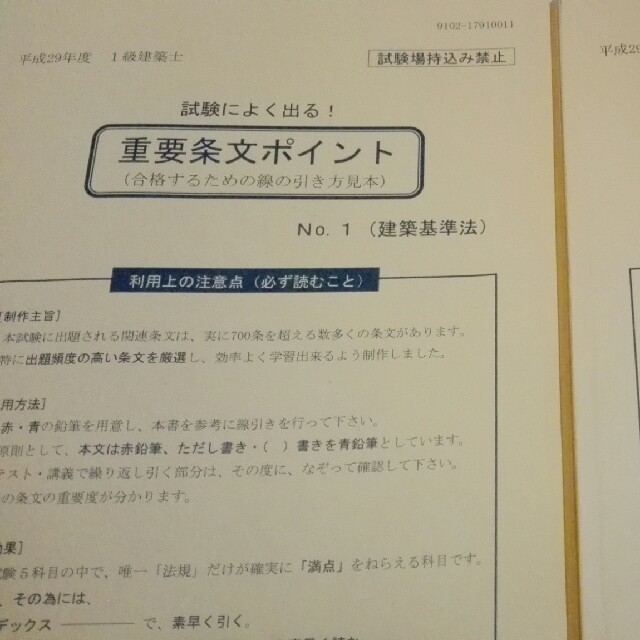 9102-17910011
平成29年度　1級建築士
試験場持込み禁止
試験によく出る！
重要条文ポイント
（合格するための線の引き方見本）
No. 1（建築基準法）
利用上の注意点（必ず読むこと）
[制作主旨]
本試験に出題される関連条文は、実に700条を超える数多くの条文があります。
特に出題頻度の高い条文を厳選し、効率よく学習出来るよう制作しました。
用方法]
赤・青の鉛筆を用意し、本書を参考に線引きを行って下さい。
原則として、本文は赤鉛筆、ただし書き・（　）書きを青鉛筆としています。
テスト・講義で繰り返し引く部分は、その度に、なぞって確認して下さい。
の条文の重要度が分かります。
効果]
試験5科目の中で、唯一「法規」だけが確実に「満点」をねらえる科目です。
、その為には、
デックス ――――― で、素早く引く。
平成29